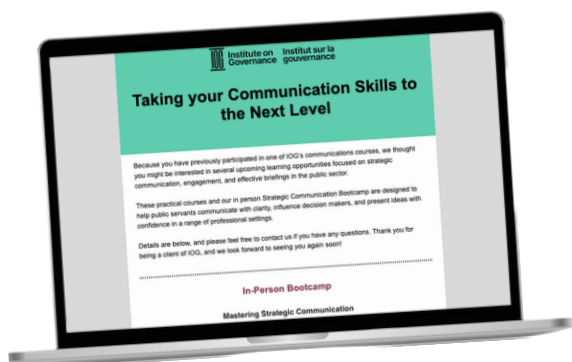 Institute on Governance
Institut sur la gouvernance
Taking your Communication Skills to
the Next Level
Because you have previously participated in one of IOG's communications courses, we thought
you might be interested in several upcoming learning opportunities focused on strategic
communication, engagement, and effective briefings in the public sector.
These practical courses and our in person Strategic Communication Bootcamp are designed to
help public servants communicate with clarity, influence decision makers, and present ideas with
confidence in a range of professional settings.
Details are below, and please feel free to contact us if you have any questions. Thank you for
being a client of IOG, and we look forward to seeing you again soon!
In-Person Bootcamp
Mastering Strategic Communication